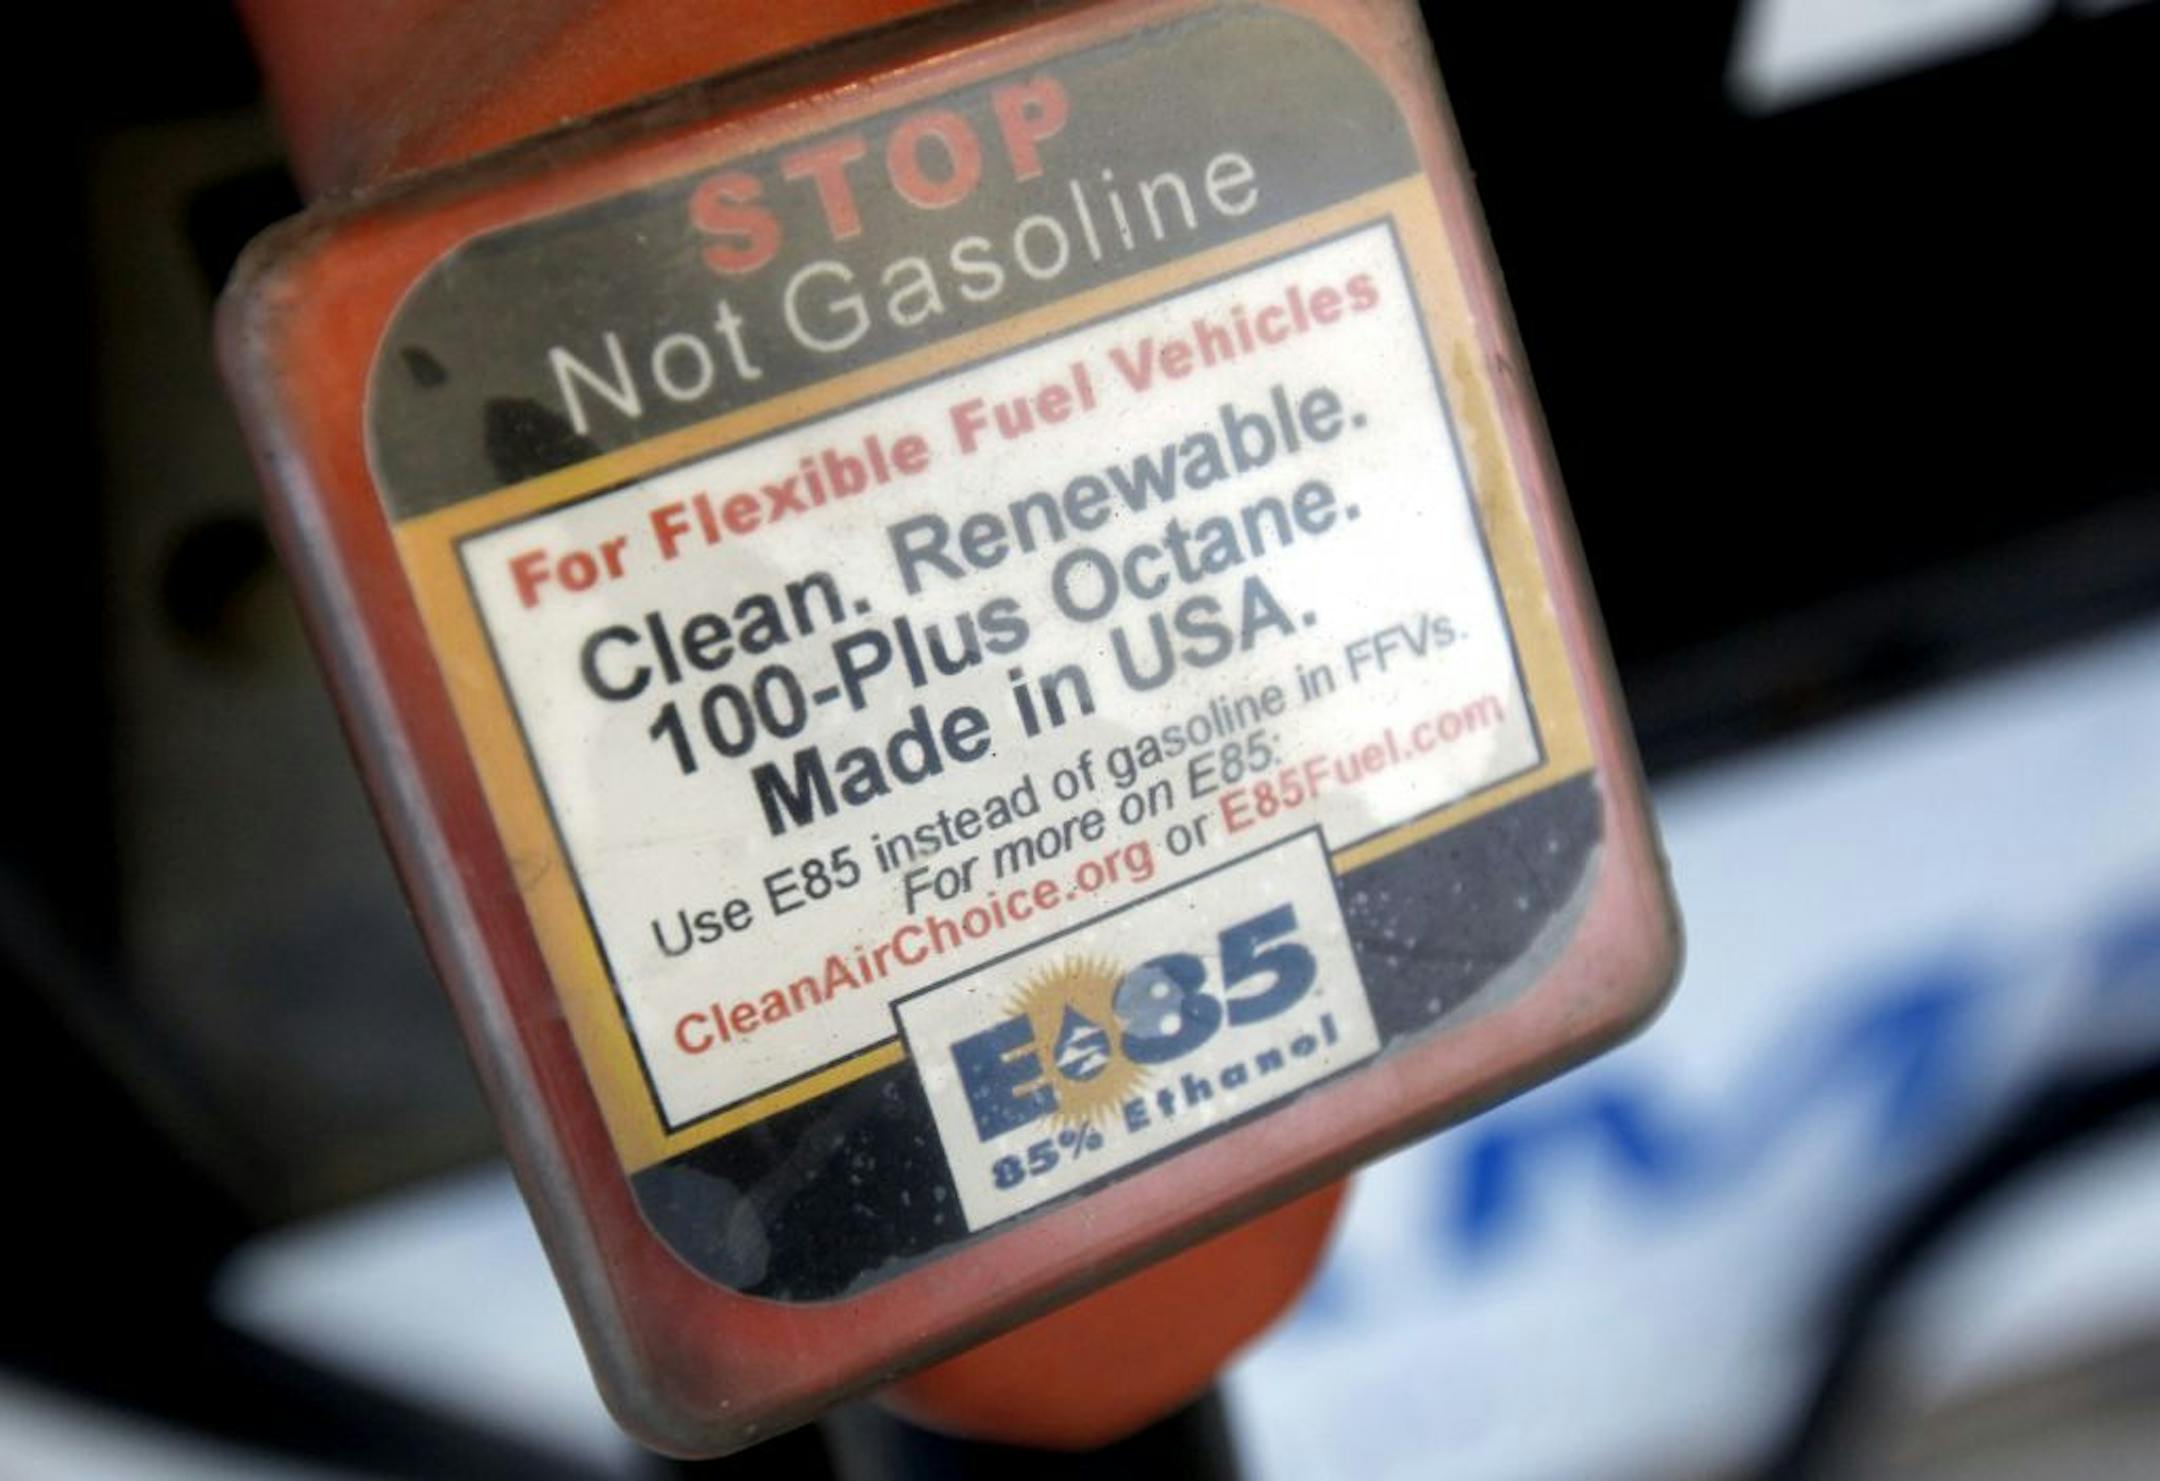 STOP
Not Gasoline
For Flexible Fuel Vehicles
Clean. Renewable.
100-Plus Octane.
Made in USA.
Use E85 instead of gasoline in FFVs.
For more on E85:
CleanAirChoice.org or E85Fuel.com
E85
85% Ethanol